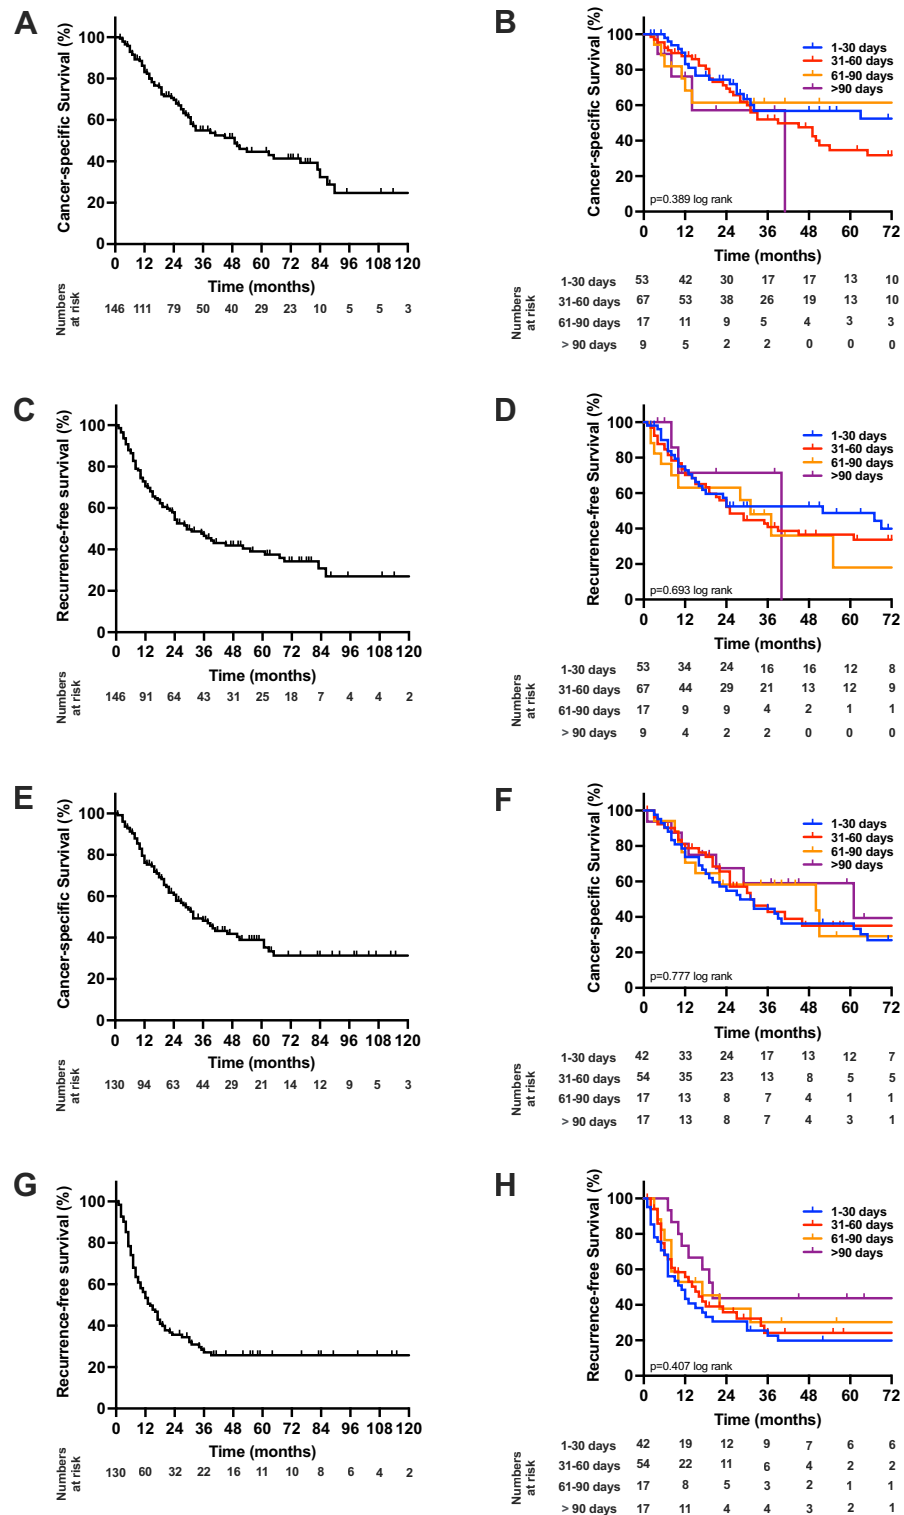 A
Cancer-specific Survival (%)
100
80
60
40
20
0
0 12 24 36 48 60 72 84 96 108 120
Time (months)
Numbers at risk
146 111 79 50 40 29 23 10 5 5 3
B
Cancer-specific Survival (%)
100
80
60
40
20
0
1-30 days
31-60 days
61-90 days
>90 days
p=0.389 log rank
0 12 24 36 48 60 72
Time (months)
Numbers at risk
1-30 days 53 42 30 17 17 13 10
31-60 days 67 53 38 26 19 13 10
61-90 days 17 11 9 5 4 3 3
> 90 days 9 5 2 2 0 0 0
C
Recurrence-free survival (%)
100
80
60
40
20
0
0 12 24 36 48 60 72 84 96 108 120
Time (months)
Numbers at risk
146 91 64 43 31 25 18 7 4 4 2
D
Recurrence-free Survival (%)
100
80
60
40
20
0
1-30 days
31-60 days
61-90 days
>90 days
p=0.693 log rank
0 12 24 36 48 60 72
Time (months)
Numbers at risk
1-30 days 53 34 24 16 16 12 8
31-60 days 67 44 29 21 13 12 9
61-90 days 17 9 9 4 2 1 1
> 90 days 9 4 2 2 0 0 0
E
Cancer-specific Survival (%)
100
80
60
40
20
0
0 12 24 36 48 60 72 84 96 108 120
Time (months)
Numbers at risk
130 94 63 44 29 21 14 12 9 5 3
F
Cancer-specific Survival (%)
100
80
60
40
20
0
1-30 days
31-60 days
61-90 days
>90 days
p=0.777 log rank
0 12 24 36 48 60 72
Time (months)
Numbers at risk
1-30 days 42 33 24 17 13 12 7
31-60 days 54 35 23 13 8 5 5
61-90 days 17 13 8 7 4 1 1
> 90 days 17 13 8 7 4 3 1
G
Recurrence-free survival (%)
100
80
60
40
20
0
0 12 24 36 48 60 72 84 96 108 120
Time (months)
Numbers at risk
130 60 32 22 16 11 10 8 6 4 2
H
Recurrence-free Survival (%)
100
80
60
40
20
0
1-30 days
31-60 days
61-90 days
>90 days
p=0.407 log rank
0 12 24 36 48 60 72
Time (months)
Numbers at risk
1-30 days 42 19 12 9 7 6 6
31-60 days 54 22 11 6 4 2 2
61-90 days 17 8 5 3 2 1 1
> 90 days 17 11 4 4 3 2 1